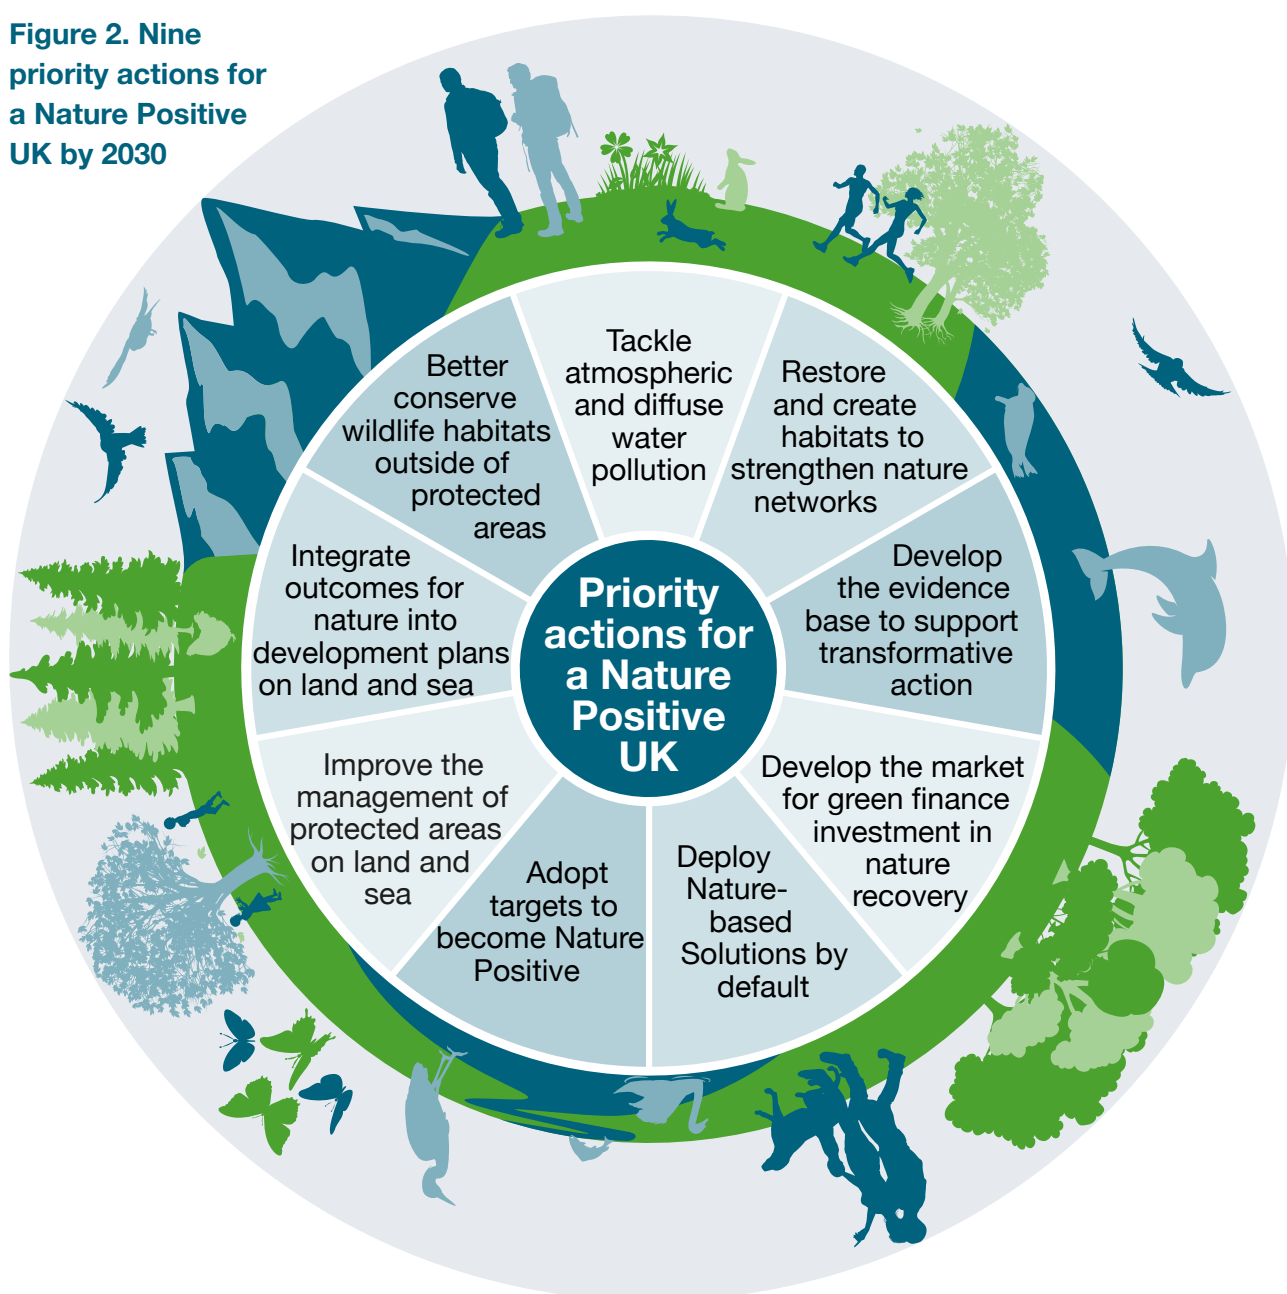 Figure 2. Nine
priority actions for
a Nature Positive
UK by 2030
Priority
actions for
a Nature
Positive
UK
Tackle
atmospheric
and diffuse
water
pollution
Restore
and create
habitats to
strengthen nature
networks
Develop
the evidence
base to support
transformative
action
Develop the market
for green finance
investment in
nature
recovery
Deploy
Nature-
based
Solutions by
default
Adopt
targets to
become Nature
Positive
Improve the
management of
protected areas
on land and
sea
Integrate
outcomes for
nature into
development plans
on land and sea
Better
conserve
wildlife habitats
outside of
protected
areas